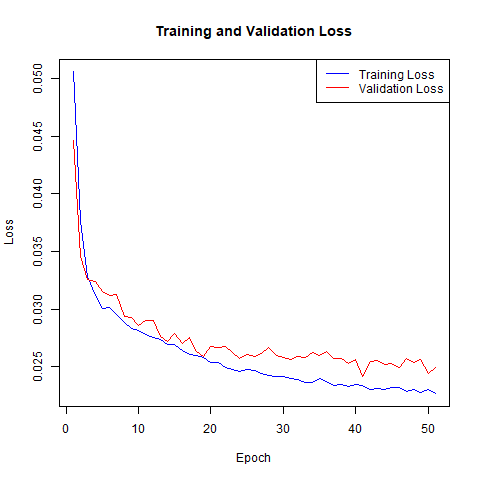 Training and Validation Loss
Training Loss
Validation Loss
0.050
0.045
0.040
0.035
0.030
0.025
Loss
0 10 20 30 40 50
Epoch